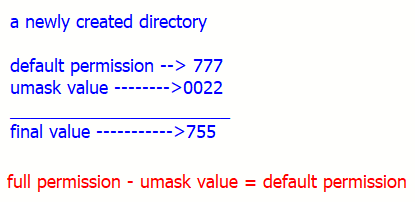 a newly created directory
default permission --> 777
umask value -------->0022
final value ----------->755
full permission - umask value = default permission